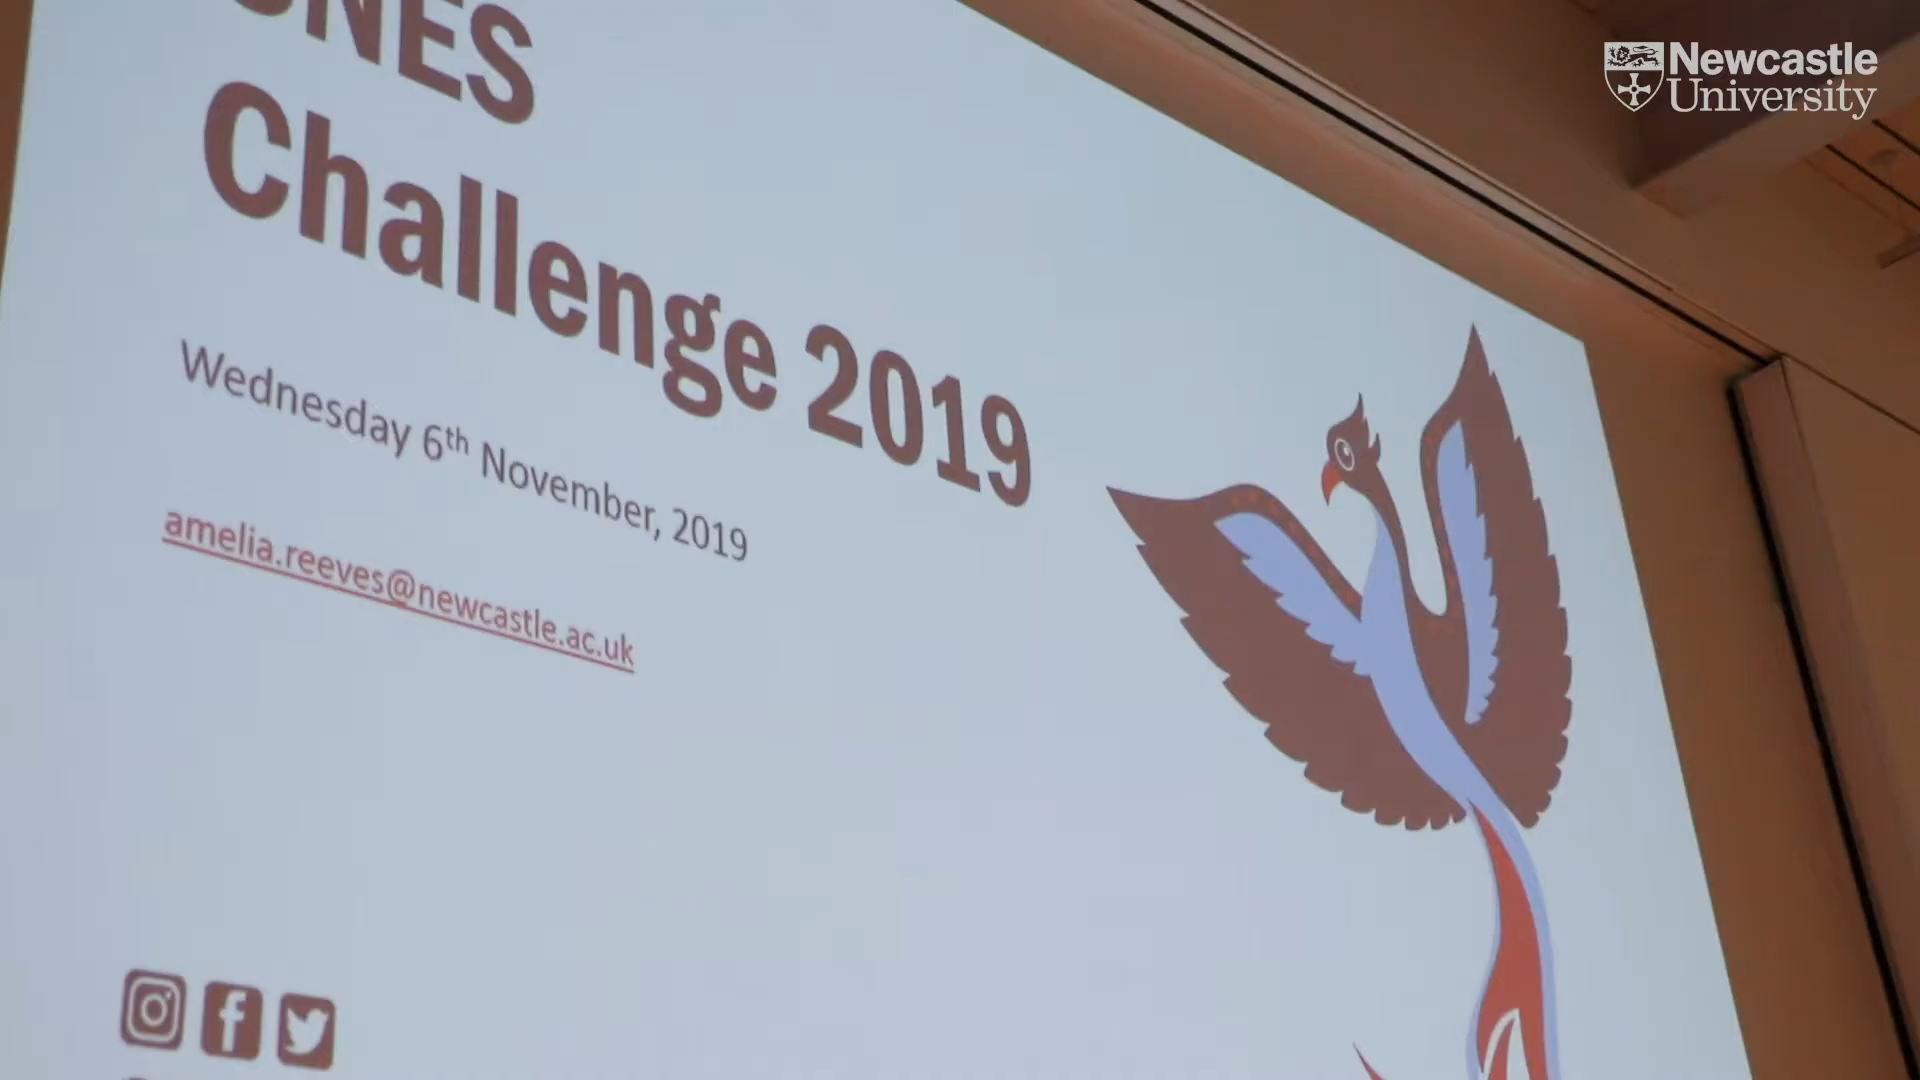 Newcastle
University
Challenge 2019
Wednesday 6th November, 2019
amelia.reeves@newcastle.ac.uk